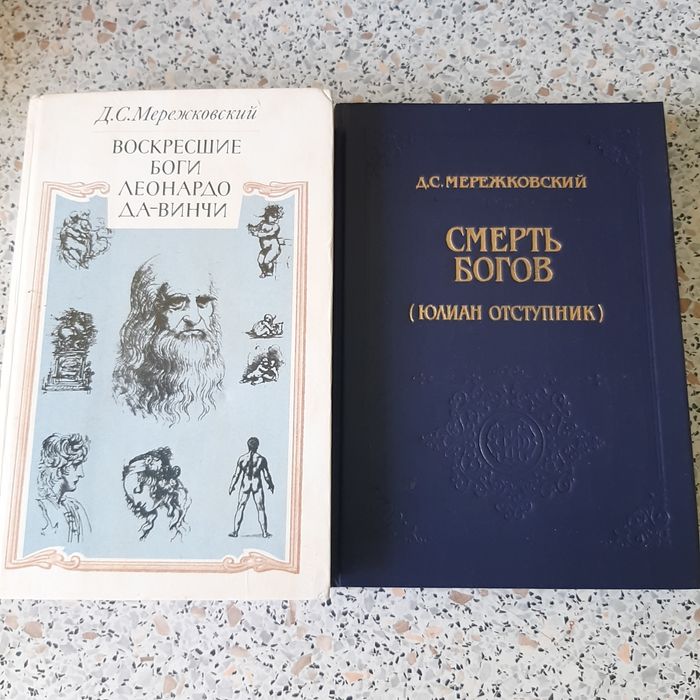 Д.С.Мережковский
ВОСКРЕСШИЕ
БОГИ
ЛЕОНАРДО
ДА-ВИНЧИ
Д.С.МЕРЕЖКОВСКИЙ
СМЕРТЬ
БОГОВ
(ЮЛИАН ОТСТУПНИК)